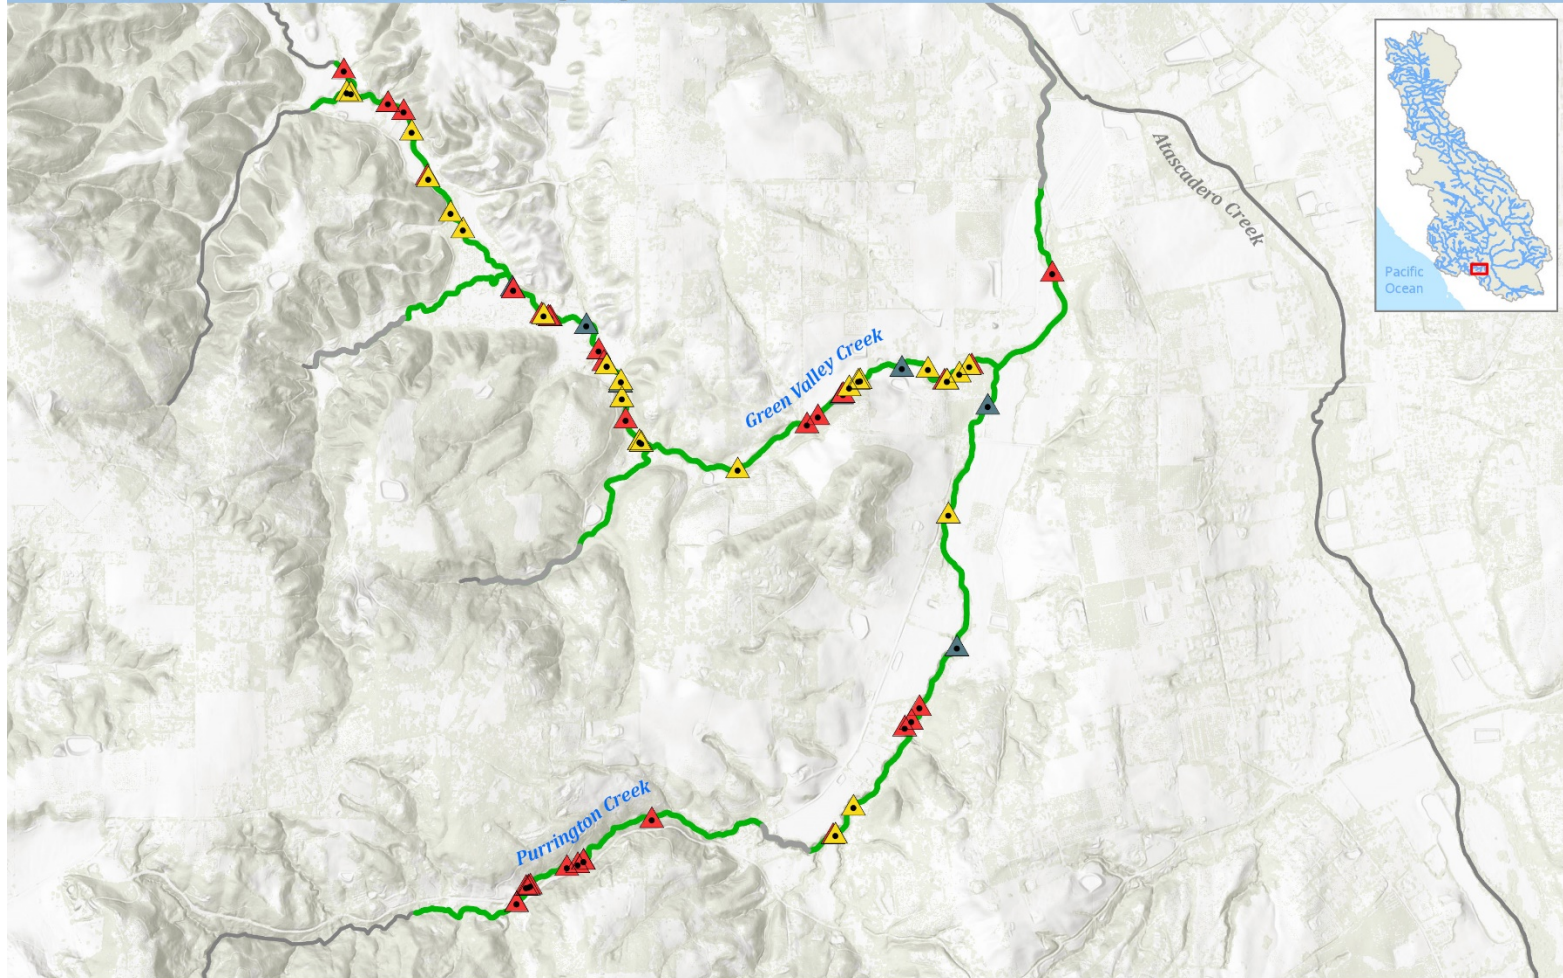 Atascadero Creek
Pacific
Ocean
Green Valley Creek
Purrington Creek